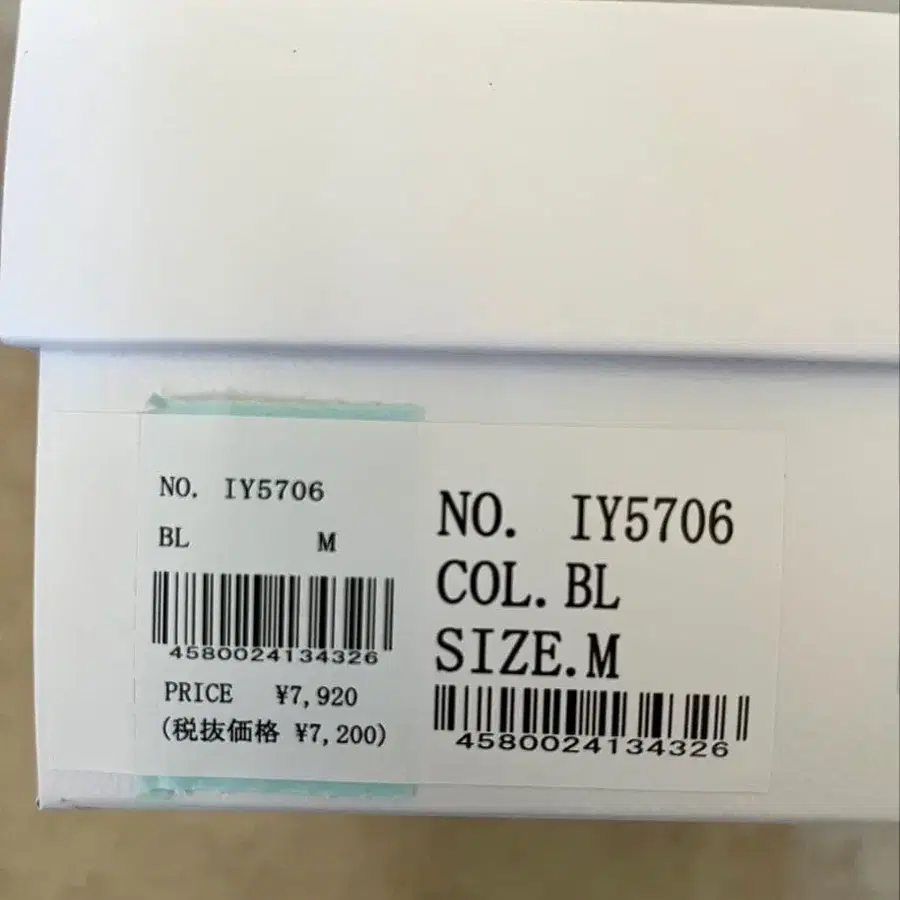 NO. IY5706
BL M
4580024134326
PRICE ¥7,920
(税抜価格 ¥7,200)
NO. IY5706
COL. BL
SIZE. M
4580024134326